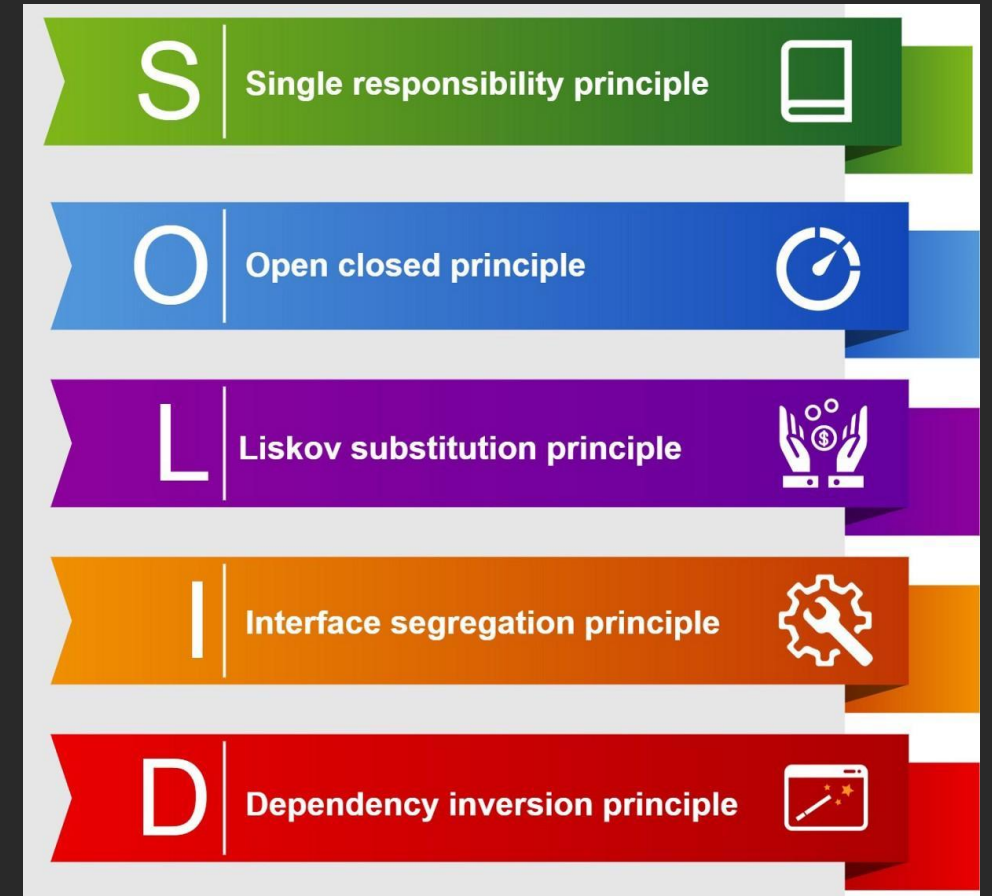 S Single responsibility principle
O Open closed principle
L Liskov substitution principle
$
I Interface segregation principle
D Dependency inversion principle